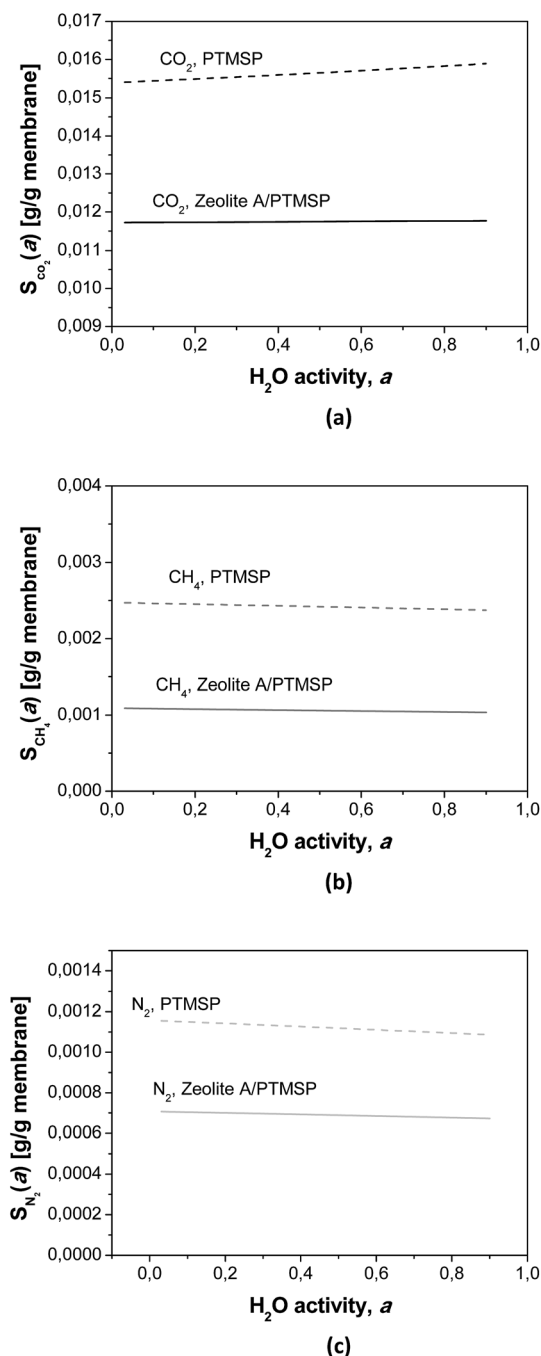 0,017
0,016
0,015
0,014
0,013
0,012
0,011
0,010
0,009
S_CO₂(a) [g/g membrane]
CO₂, PTMSP
CO₂, Zeolite A/PTMSP
0,0 0,2 0,4 0,6 0,8 1,0
H₂O activity, a
(a)
0,004
0,003
0,002
0,001
0,000
S_CH₄(a) [g/g membrane]
CH₄, PTMSP
CH₄, Zeolite A/PTMSP
0,0 0,2 0,4 0,6 0,8 1,0
H₂O activity, a
(b)
0,0014
0,0012
0,0010
0,0008
0,0006
0,0004
0,0002
0,0000
S_N₂(a) [g/g membrane]
N₂, PTMSP
N₂, Zeolite A/PTMSP
0,0 0,2 0,4 0,6 0,8 1,0
H₂O activity, a
(c)